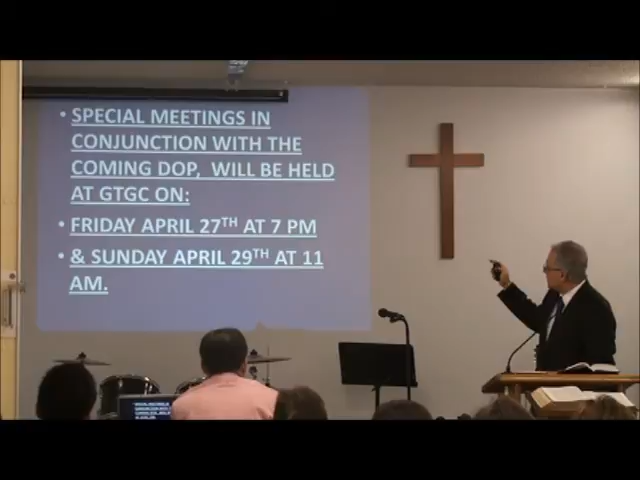 • SPECIAL MEETINGS IN
CONJUNCTION WITH THE
COMING DOP, WILL BE HELD
AT GTGC ON:
• FRIDAY APRIL 27TH AT 7 PM
• & SUNDAY APRIL 29TH AT 11
AM.